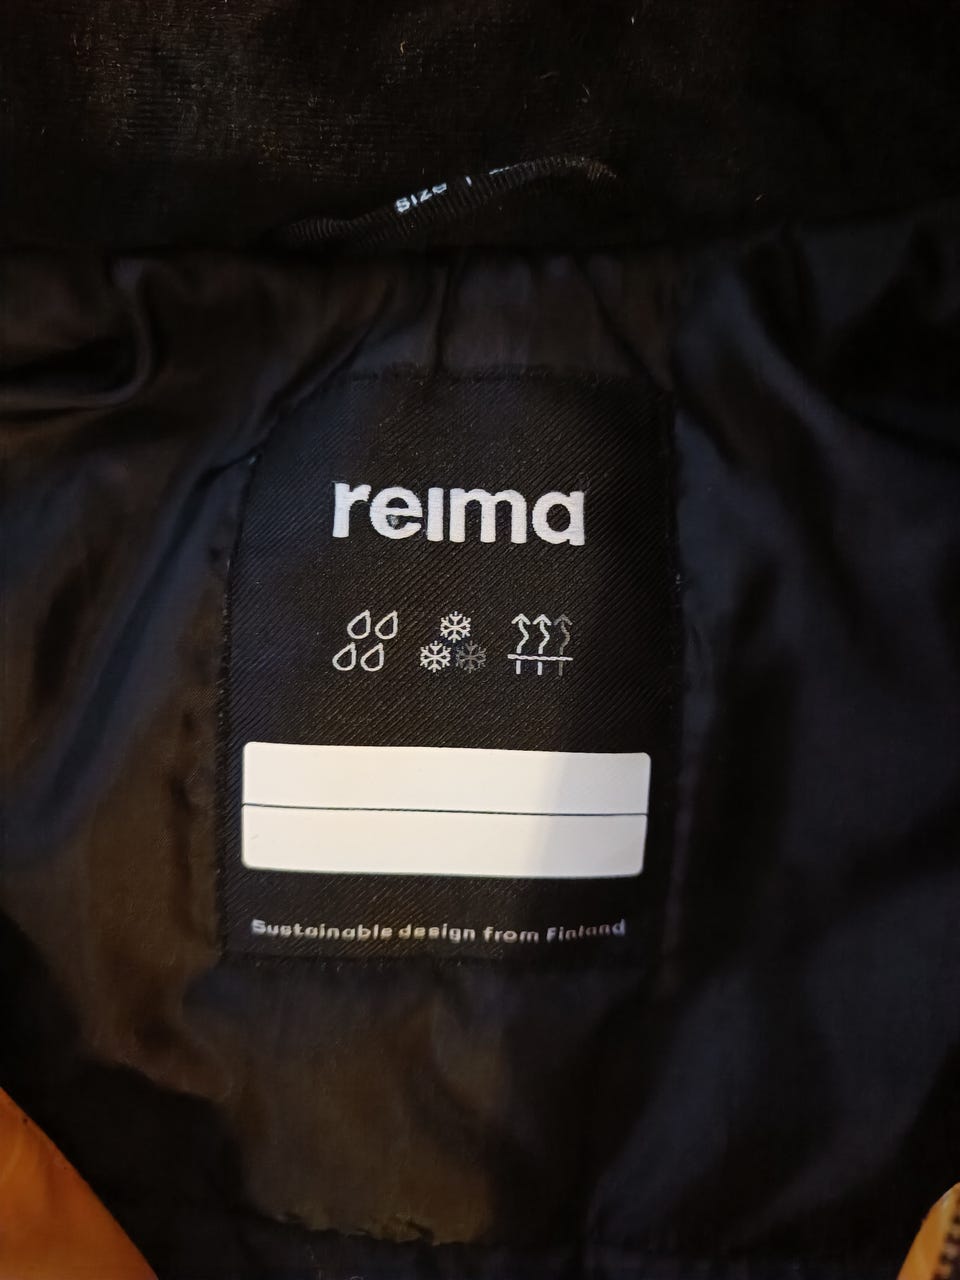 Size
reima
Sustainable design from Finland